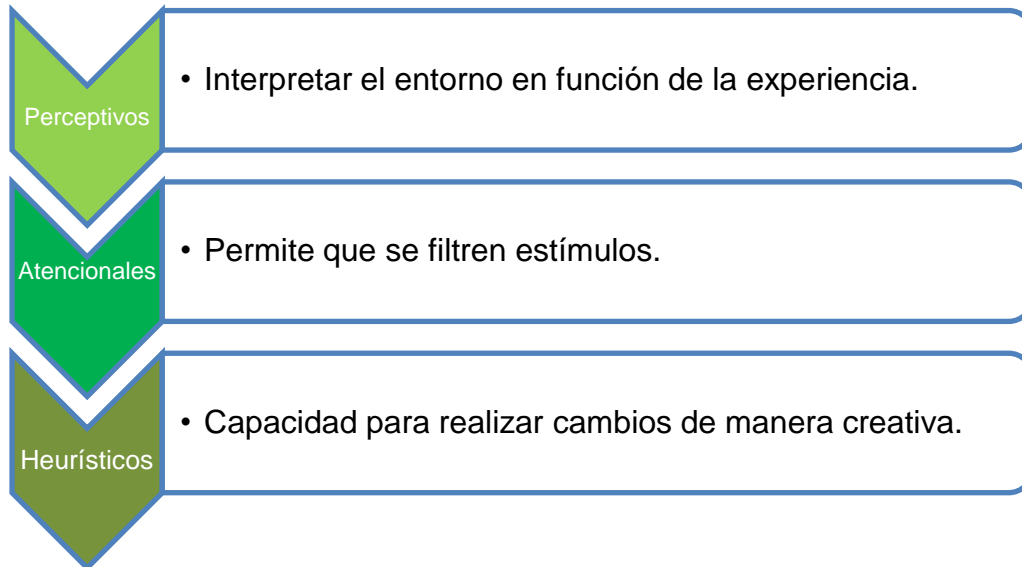 Perceptivos
• Interpretar el entorno en función de la experiencia.
Atencionales
• Permite que se filtren estímulos.
Heurísticos
• Capacidad para realizar cambios de manera creativa.